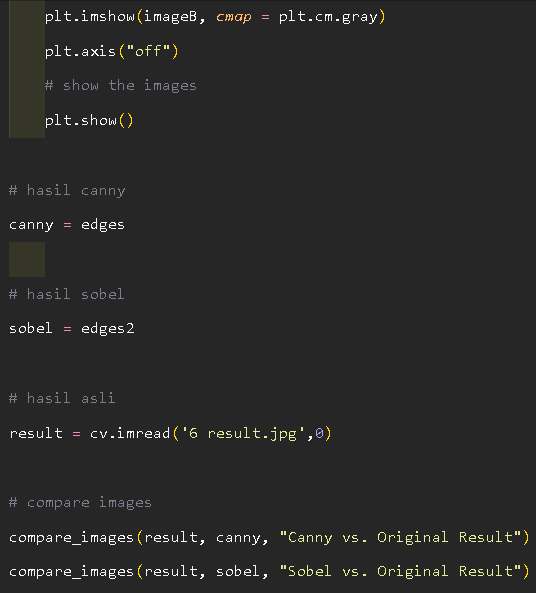 plt.imshow(imageB, cmap = plt.cm.gray)
plt.axis("off")
# show the images
plt.show()
# hasil canny
canny = edges
# hasil sobel
sobel = edges2
# hasil asli
result = cv.imread('6 result.jpg',0)
# compare images
compare_images(result, canny, "Canny vs. Original Result")
compare_images(result, sobel, "Sobel vs. Original Result")